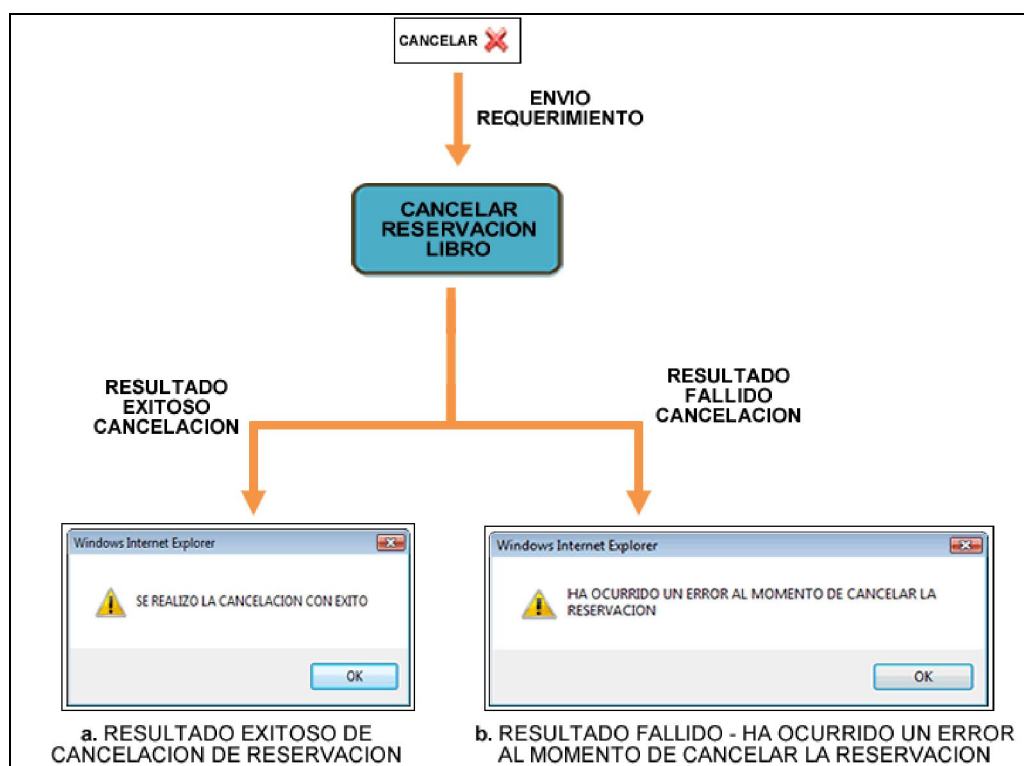 CANCELAR
ENVIO
REQUERIMIENTO
CANCELAR
RESERVACION
LIBRO
RESULTADO
EXITOSO
CANCELACION
RESULTADO
FALLIDO
CANCELACION
Windows Internet Explorer
SE REALIZO LA CANCELACION CON EXITO
OK
Windows Internet Explorer
HA OCURRIDO UN ERROR AL MOMENTO DE CANCELAR LA
RESERVACION
OK
a. RESULTADO EXITOSO DE
CANCELACION DE RESERVACION
b. RESULTADO FALLIDO - HA OCURRIDO UN ERROR
AL MOMENTO DE CANCELAR LA RESERVACION